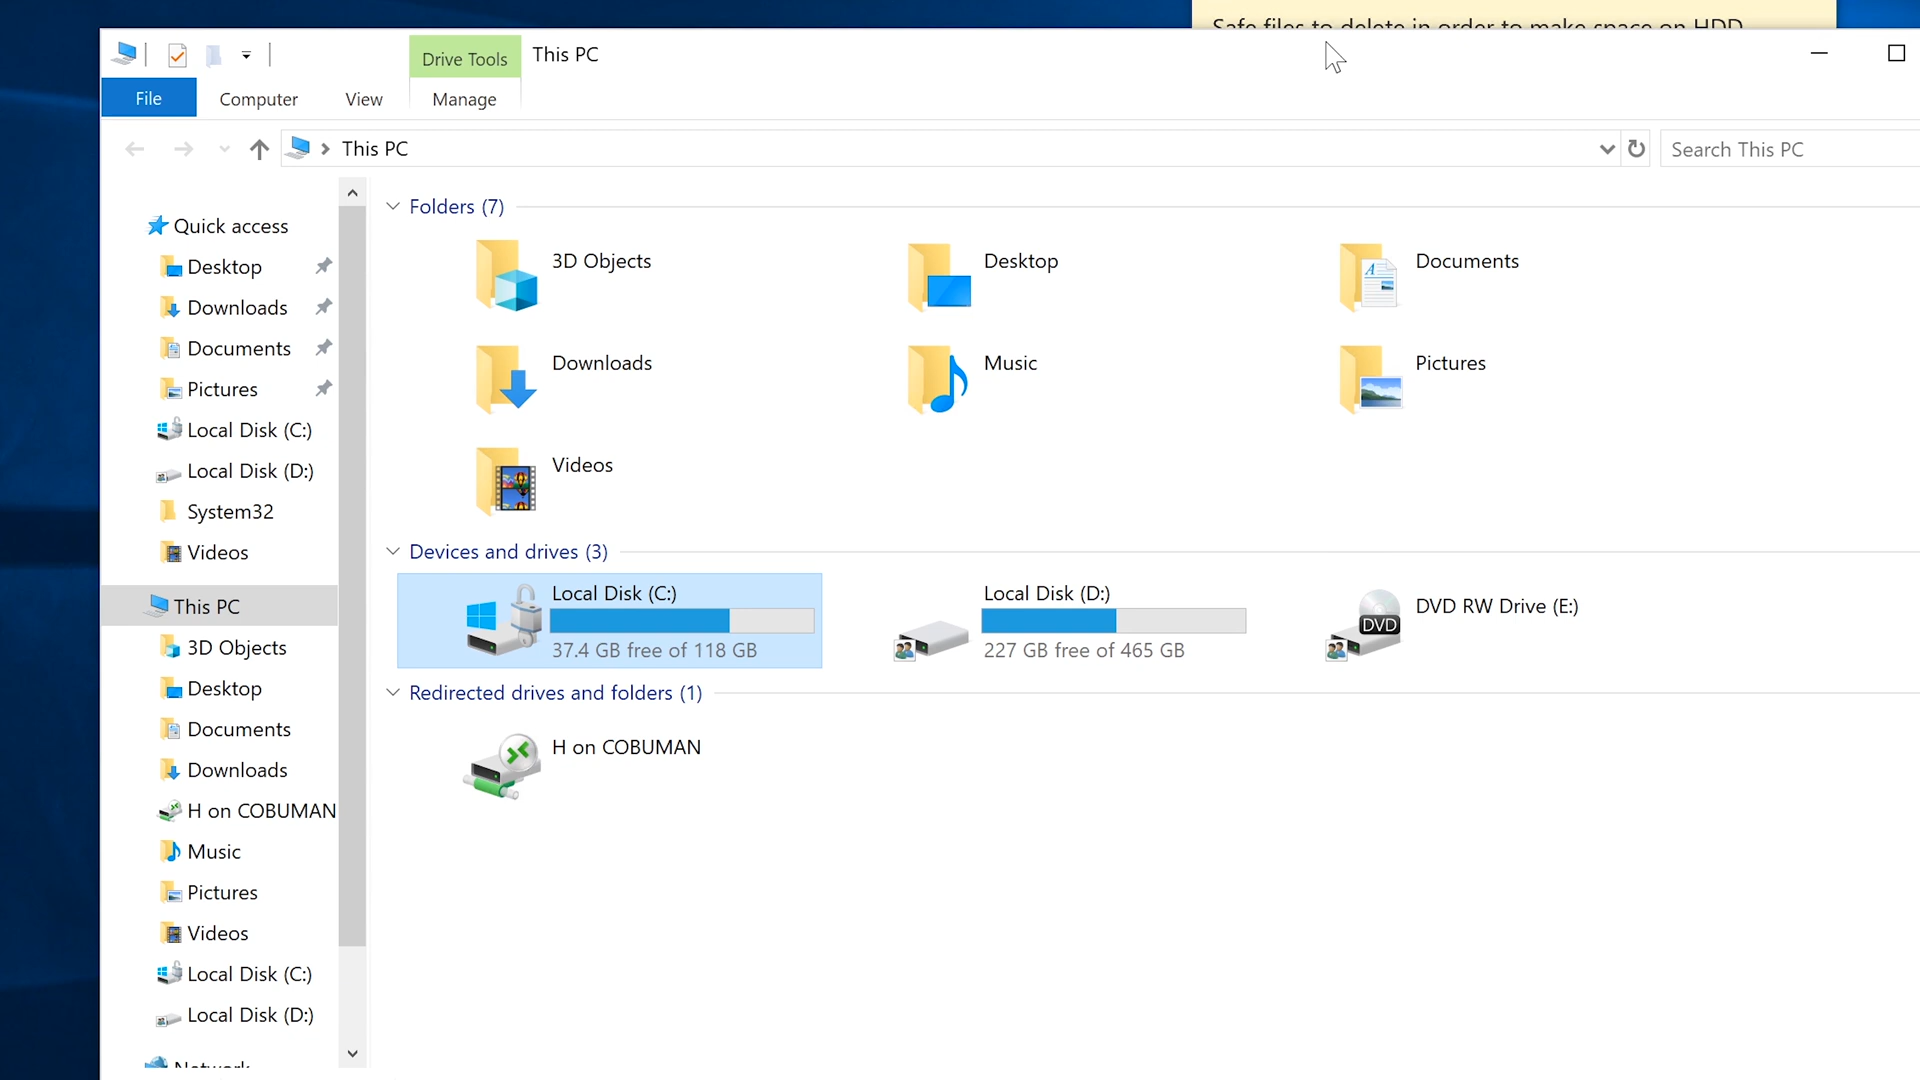 Safe files to delete in order to make space on HDD
Drive Tools
This PC
File
Computer
View
Manage
This PC
Search This PC
Quick access
Desktop
Downloads
Documents
Pictures
Local Disk (C:)
Local Disk (D:)
System32
Videos
This PC
3D Objects
Desktop
Documents
Downloads
H on COBUMAN
Music
Pictures
Videos
Local Disk (C:)
Local Disk (D:)
Network
Folders (7)
3D Objects
Desktop
Documents
Downloads
Music
Pictures
Videos
Devices and drives (3)
Local Disk (C:)
37.4 GB free of 118 GB
Local Disk (D:)
227 GB free of 465 GB
DVD RW Drive (E:)
DVD
Redirected drives and folders (1)
H on COBUMAN